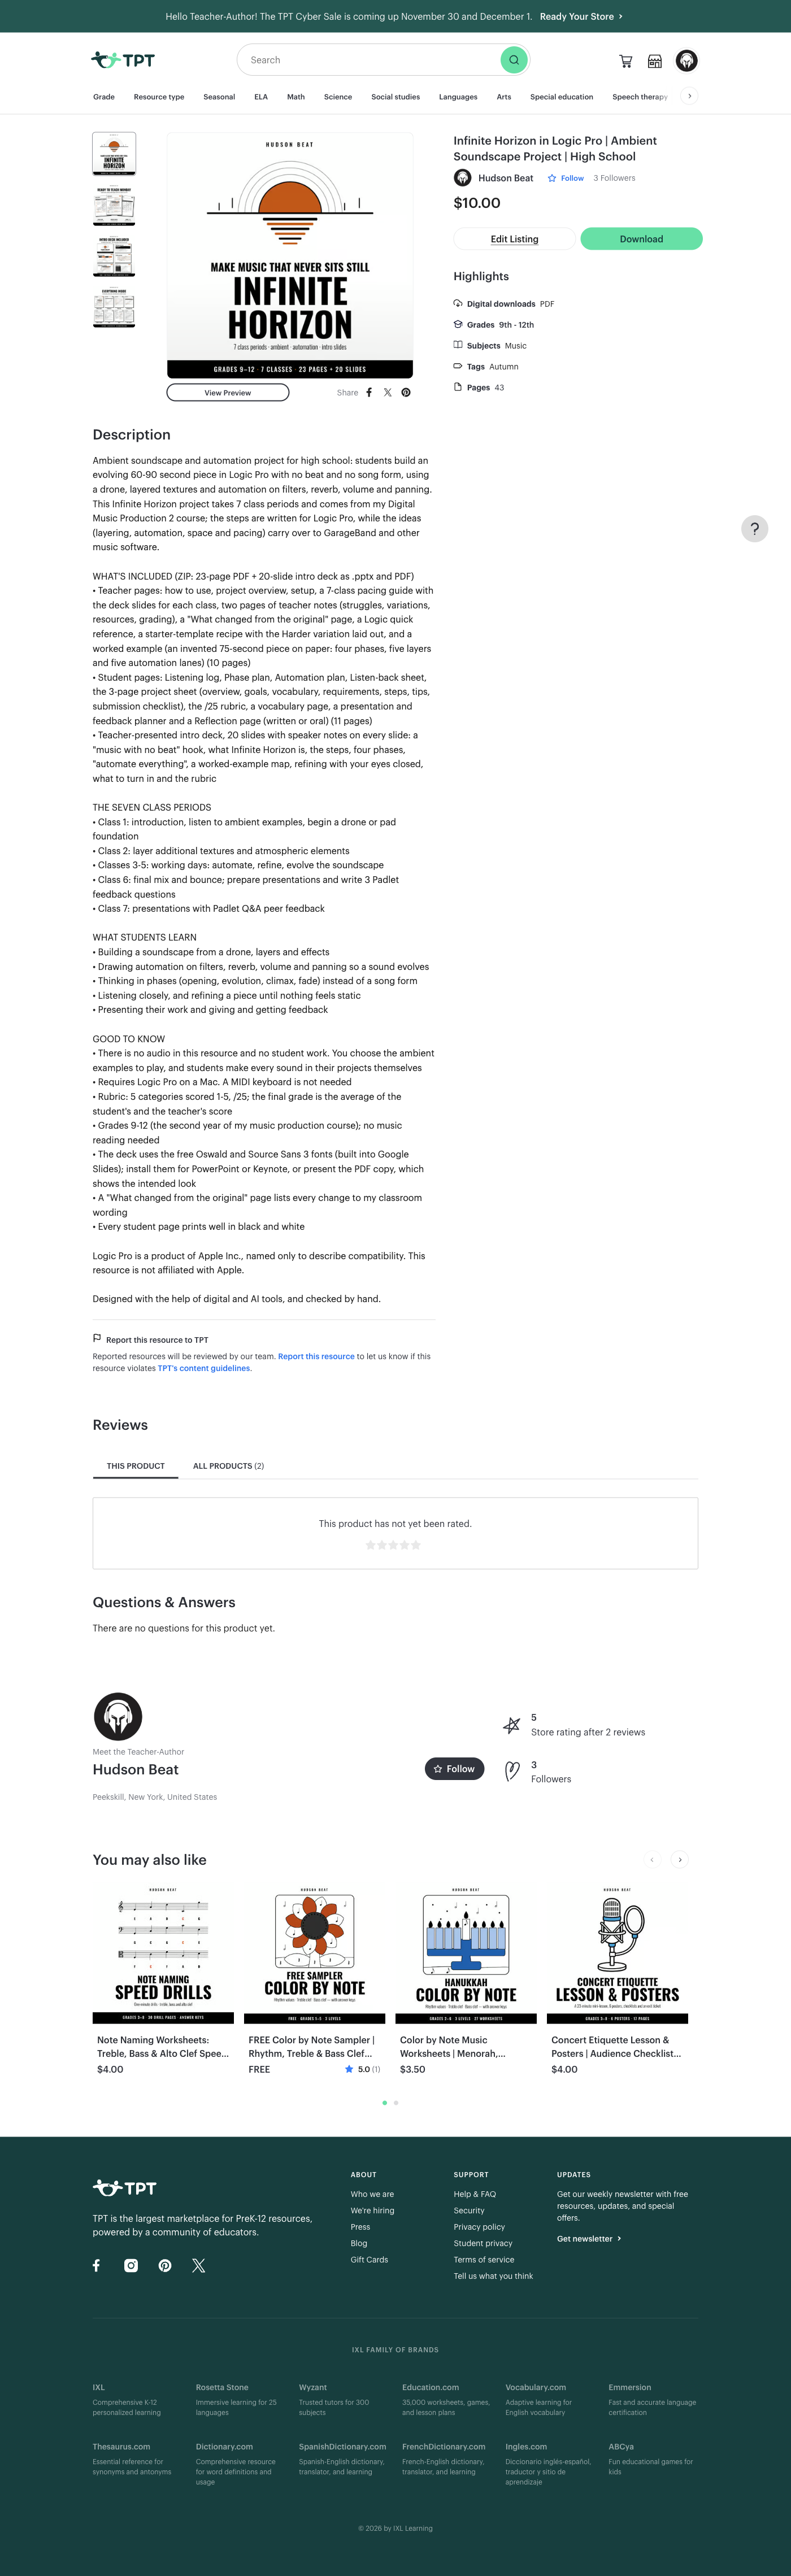 Hello Teacher-Author! The TPT Cyber Sale is coming up November 30 and December 1. Ready Your Store
TPT
Search
Grade Resource type Seasonal ELA Math Science Social studies Languages Arts Special education Speech therapy
HUDSON BEAT
MAKE MUSIC THAT NEVER SITS STILL
INFINITE
HORIZON
7 class periods · ambient · automation · intro slides
GRADES 9–12 · 7 CLASSES · 23 PAGES + 20 SLIDES
View Preview
Share
Infinite Horizon in Logic Pro | Ambient
Soundscape Project | High School
Hudson Beat Follow 3 Followers
$10.00
Edit Listing Download
Highlights
Digital downloads PDF
Grades 9th - 12th
Subjects Music
Tags Autumn
Pages 43
?
Description
Ambient soundscape and automation project for high school: students build an
evolving 60-90 second piece in Logic Pro with no beat and no song form, using
a drone, layered textures and automation on filters, reverb, volume and panning.
This Infinite Horizon project takes 7 class periods and comes from my Digital
Music Production 2 course; the steps are written for Logic Pro, while the ideas
(layering, automation, space and pacing) carry over to GarageBand and other
music software.
WHAT'S INCLUDED (ZIP: 23-page PDF + 20-slide intro deck as .pptx and PDF)
• Teacher pages: how to use, project overview, setup, a 7-class pacing guide with
the deck slides for each class, two pages of teacher notes (struggles, variations,
resources, grading), a "What changed from the original" page, a Logic quick
reference, a starter-template recipe with the Harder variation laid out, and a
worked example (an invented 75-second piece on paper: four phases, five layers
and five automation lanes) (10 pages)
• Student pages: Listening log, Phase plan, Automation plan, Listen-back sheet,
the 3-page project sheet (overview, goals, vocabulary, requirements, steps, tips,
submission checklist), the /25 rubric, a vocabulary page, a presentation and
feedback planner and a Reflection page (written or oral) (11 pages)
• Teacher-presented intro deck, 20 slides with speaker notes on every slide: a
"music with no beat" hook, what Infinite Horizon is, the steps, four phases,
"automate everything", a worked-example map, refining with your eyes closed,
what to turn in and the rubric
THE SEVEN CLASS PERIODS
• Class 1: introduction, listen to ambient examples, begin a drone or pad
foundation
• Class 2: layer additional textures and atmospheric elements
• Classes 3-5: working days: automate, refine, evolve the soundscape
• Class 6: final mix and bounce; prepare presentations and write 3 Padlet
feedback questions
• Class 7: presentations with Padlet Q&A peer feedback
WHAT STUDENTS LEARN
• Building a soundscape from a drone, layers and effects
• Drawing automation on filters, reverb, volume and panning so a sound evolves
• Thinking in phases (opening, evolution, climax, fade) instead of a song form
• Listening closely, and refining a piece until nothing feels static
• Presenting their work and giving and getting feedback
GOOD TO KNOW
• There is no audio in this resource and no student work. You choose the ambient
examples to play, and students make every sound in their projects themselves
• Requires Logic Pro on a Mac. A MIDI keyboard is not needed
• Rubric: 5 categories scored 1-5, /25; the final grade is the average of the
student's and the teacher's score
• Grades 9-12 (the second year of my music production course); no music
reading needed
• The deck uses the free Oswald and Source Sans 3 fonts (built into Google
Slides); install them for PowerPoint or Keynote, or present the PDF copy, which
shows the intended look
• A "What changed from the original" page lists every change to my classroom
wording
• Every student page prints well in black and white
Logic Pro is a product of Apple Inc., named only to describe compatibility. This
resource is not affiliated with Apple.
Designed with the help of digital and AI tools, and checked by hand.
Report this resource to TPT
Reported resources will be reviewed by our team. Report this resource to let us know if this
resource violates TPT's content guidelines.
Reviews
THIS PRODUCT ALL PRODUCTS (2)
This product has not yet been rated.
Questions & Answers
There are no questions for this product yet.
Meet the Teacher-Author
Hudson Beat
Peekskill, New York, United States
Follow
5
Store rating after 2 reviews
3
Followers
You may also like
HUDSON BEAT
NOTE NAMING
SPEED DRILLS
Note Naming Worksheets:
Treble, Bass & Alto Clef Spee...
$4.00
HUDSON BEAT
FREE SAMPLER
COLOR BY NOTE
FREE Color by Note Sampler |
Rhythm, Treble & Bass Clef...
FREE 5.0 (1)
HUDSON BEAT
HANUKKAH
COLOR BY NOTE
Color by Note Music
Worksheets | Menorah,...
$3.50
HUDSON BEAT
CONCERT ETIQUETTE
LESSON & POSTERS
Concert Etiquette Lesson &
Posters | Audience Checklist...
$4.00
TPT
TPT is the largest marketplace for PreK-12 resources,
powered by a community of educators.
ABOUT
Who we are
We're hiring
Press
Blog
Gift Cards
SUPPORT
Help & FAQ
Security
Privacy policy
Student privacy
Terms of service
Tell us what you think
UPDATES
Get our weekly newsletter with free
resources, updates, and special
offers.
Get newsletter
IXL FAMILY OF BRANDS
IXL
Comprehensive K-12
personalized learning
Rosetta Stone
Immersive learning for 25
languages
Wyzant
Trusted tutors for 300
subjects
Education.com
35,000 worksheets, games,
and lesson plans
Vocabulary.com
Adaptive learning for
English vocabulary
Emmersion
Fast and accurate language
certification
Thesaurus.com
Essential reference for
synonyms and antonyms
Dictionary.com
Comprehensive resource
for word definitions and
usage
SpanishDictionary.com
Spanish-English dictionary,
translator, and learning
FrenchDictionary.com
French-English dictionary,
translator, and learning
Ingles.com
Diccionario inglés-español,
traductor y sitio de
aprendizaje
ABCya
Fun educational games for
kids
© 2026 by IXL Learning